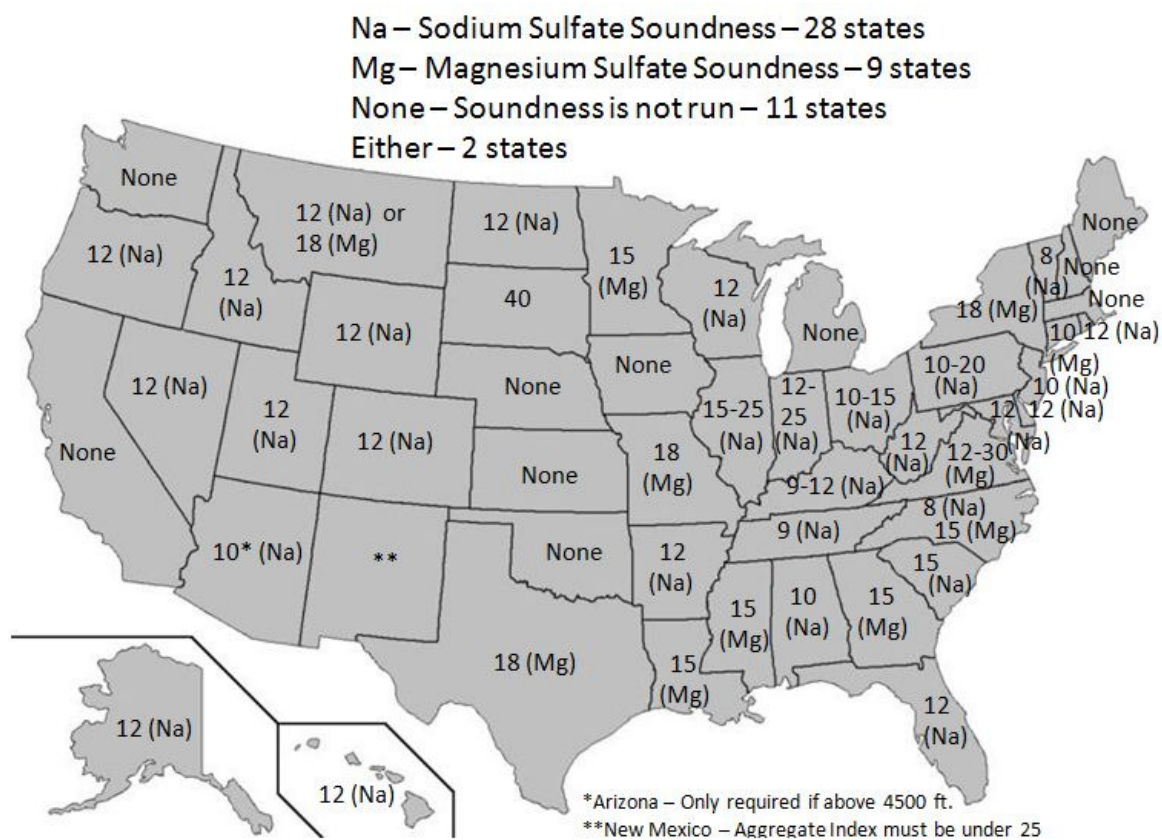 Na – Sodium Sulfate Soundness – 28 states
Mg – Magnesium Sulfate Soundness – 9 states
None – Soundness is not run – 11 states
Either – 2 states
None
12 (Na) or
18 (Mg)
12 (Na)
15
(Mg)
None
12 (Na)
12
(Na)
40
12
(Na)
8
(Na)
None
None
18 (Mg)
12 (Na)
None
10
(Mg)
12 (Na)
12 (Na)
12
(Na)
12 (Na)
None
None
15-25
(Na)
12-
25
(Na)
10-15
(Na)
10-20
(Na)
10 (Na)
12 (Na)
12
(Na)
None
None
18
(Mg)
12
(Na)
12-30
(Mg)
9-12 (Na)
8 (Na)
15 (Mg)
10* (Na)
**
None
12
(Na)
9 (Na)
15
(Na)
18 (Mg)
15
(Mg)
15
(Mg)
10
(Na)
15
(Mg)
12
(Na)
12 (Na)
12 (Na)
*Arizona – Only required if above 4500 ft.
**New Mexico – Aggregate Index must be under 25